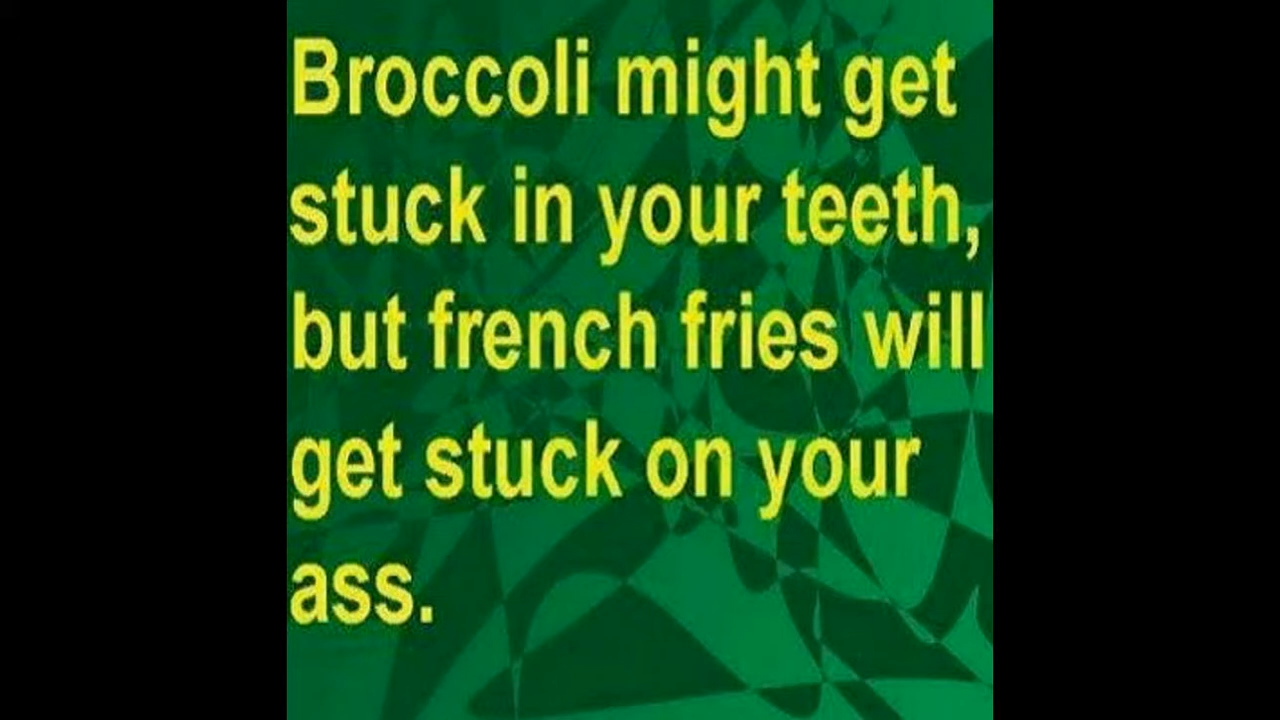 Broccoli might get
stuck in your teeth,
but french fries will
get stuck on your
ass.